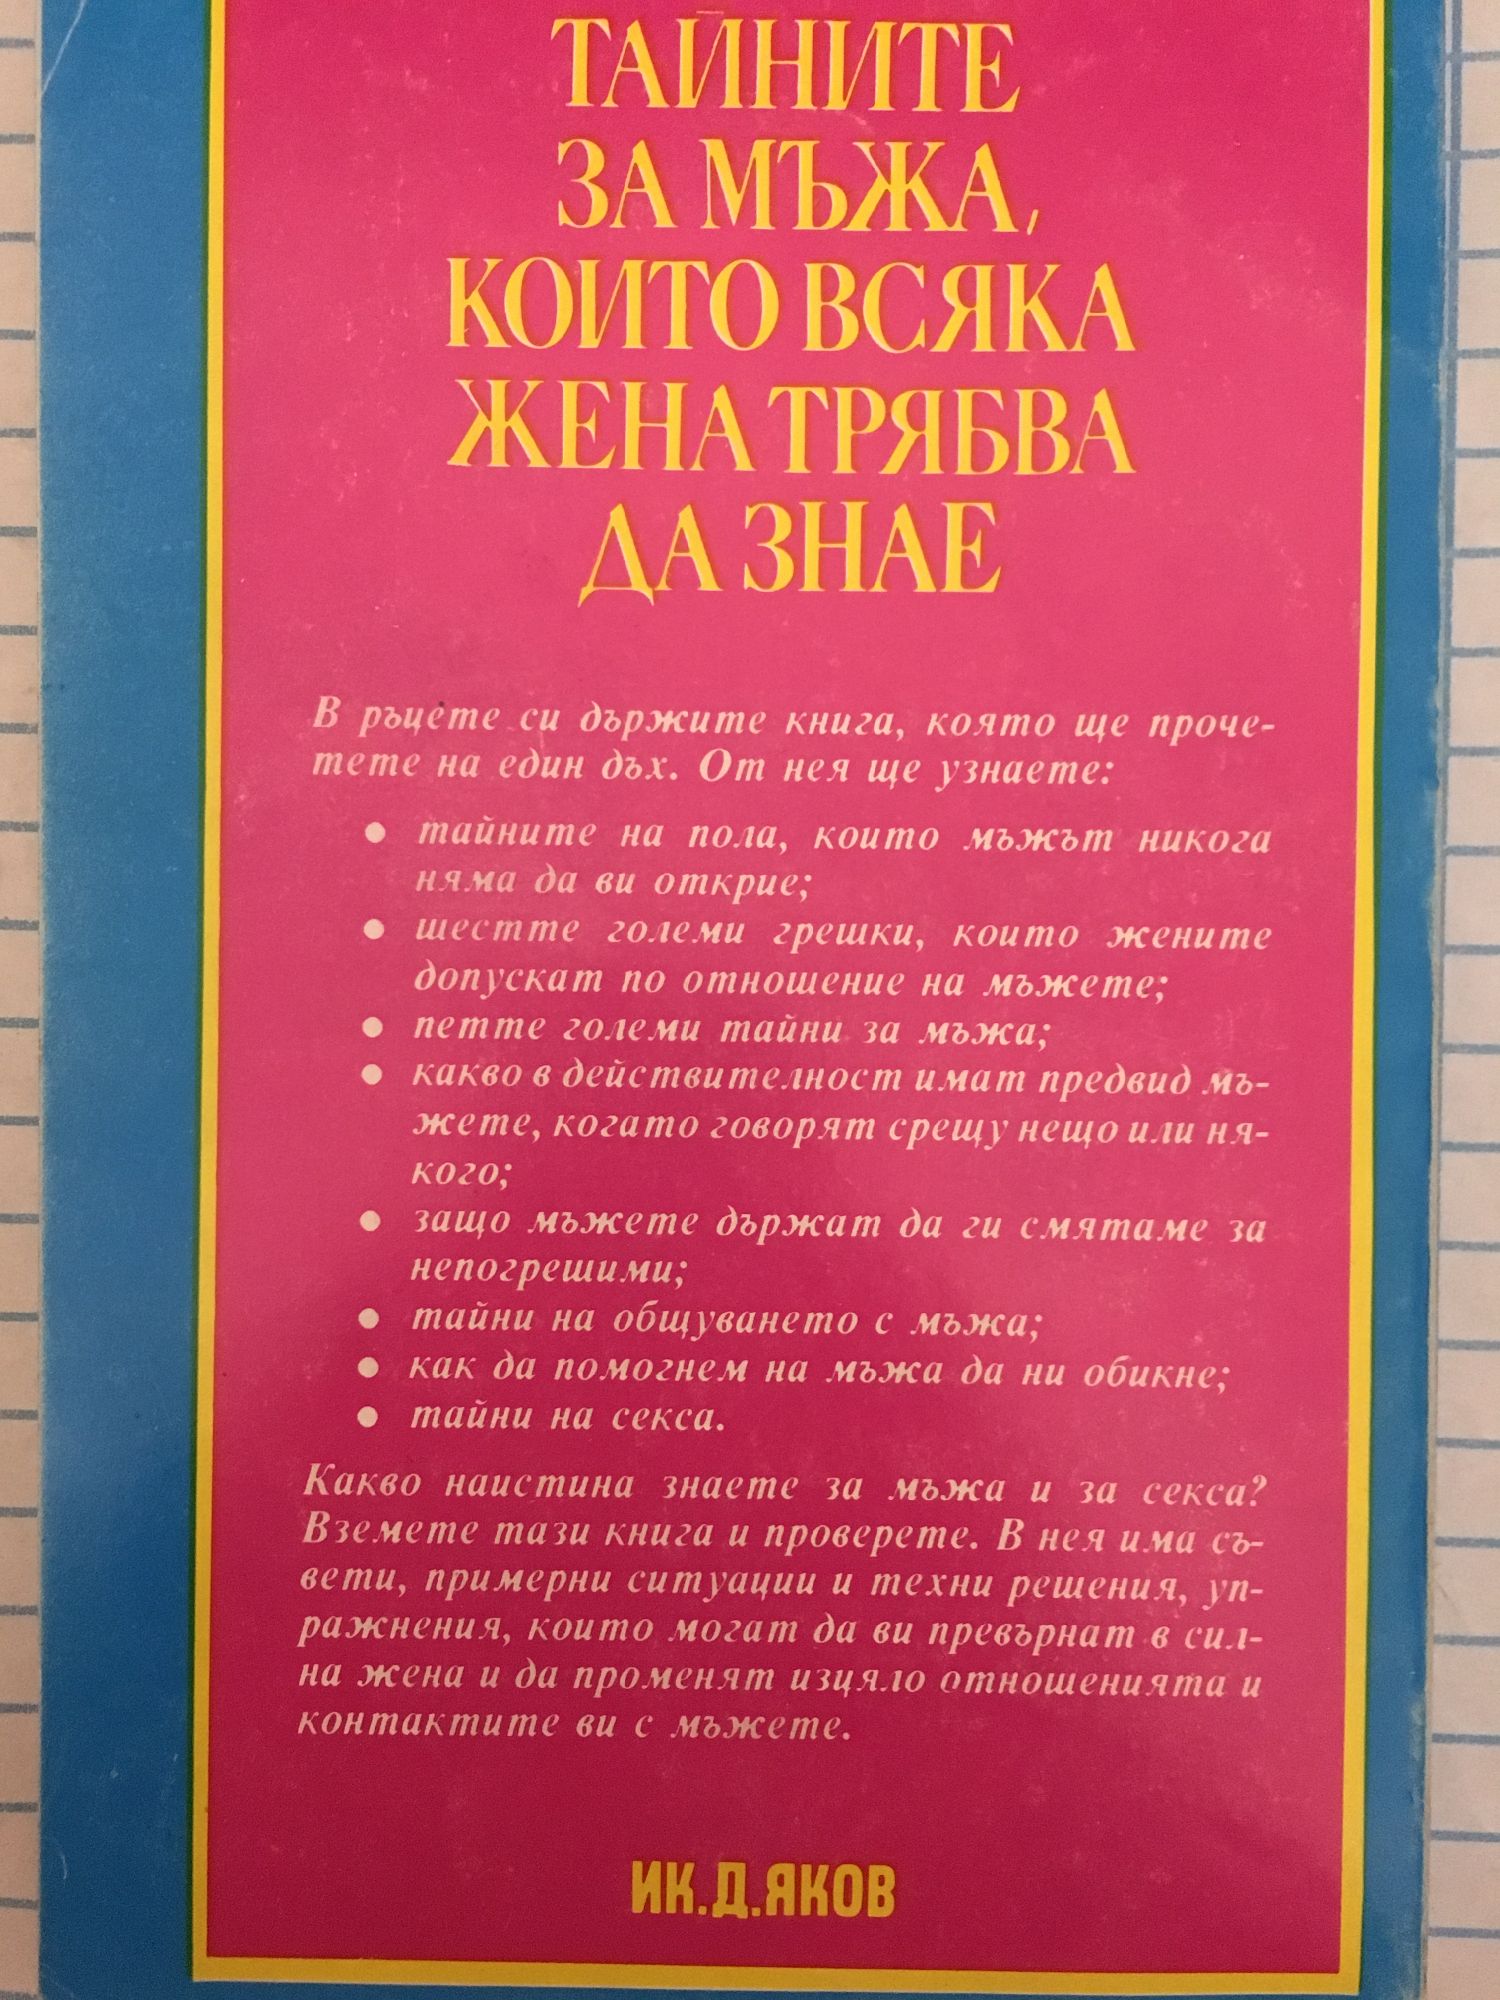 ТАЙНИТЕ
ЗА МЪЖА,
КОИТО ВСЯКА
ЖЕНА ТРЯБВА
ДА ЗНАЕ
В ръцете си държите книга, която ще проче-
тете на един дъх. От нея ще узнаете:
● тайните на пола, които мъжът никога
няма да ви открие;
● шестте големи грешки, които жените
допускат по отношение на мъжете;
● петте големи тайни за мъжа;
● какво в действителност имат предвид мъ-
жете, когато говорят срещу нещо или ня-
кого;
● защо мъжете държат да ги смятаме за
непогрешими;
● тайни на общуването с мъжа;
● как да помогнем на мъжа да ни обикне;
● тайни на секса.
Какво наистина знаете за мъжа и за секса?
Вземете тази книга и проверете. В нея има съ-
вети, примерни ситуации и техни решения, уп-
ражнения, които могат да ви превърнат в сил-
на жена и да променят изцяло отношенията и
контактите ви с мъжете.
ИК.Д.ЯКОВ